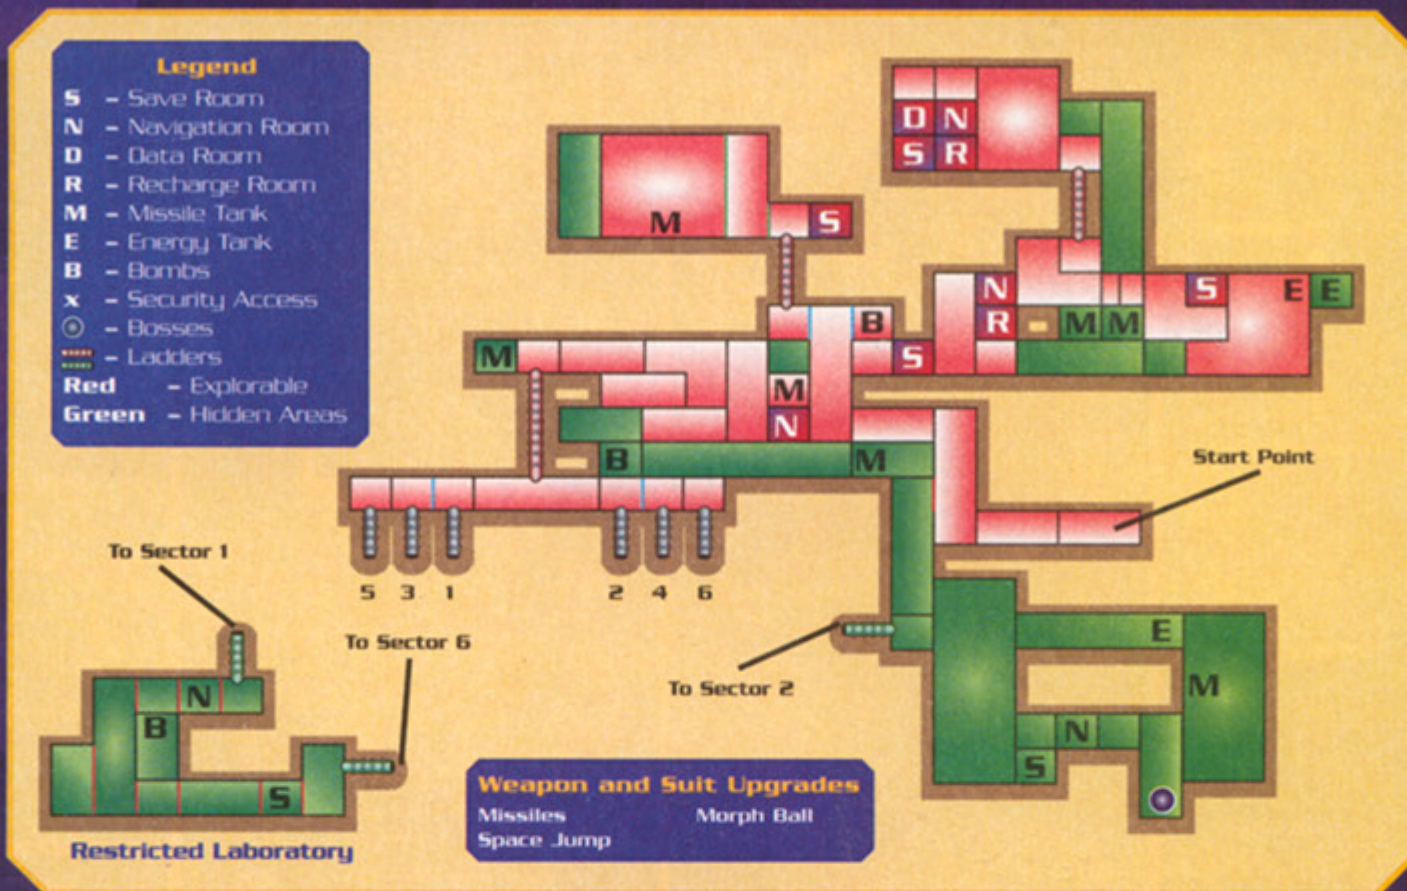 Legend
S - Save Room
N - Navigation Room
D - Data Room
R - Recharge Room
M - Missile Tank
E - Energy Tank
B - Bombs
x - Security Access
- Bosses
- Ladders
Red - Explorable
Green - Hidden Areas
D N
S R
M
S
N
S
E E
B
R
M M
M
S
M
N
B
M
Start Point
To Sector 1
5 3 1
2 4 6
To Sector 6
E
To Sector 2
M
N
B
N
S
S
Restricted Laboratory
Weapon and Suit Upgrades
Missiles Morph Ball
Space Jump